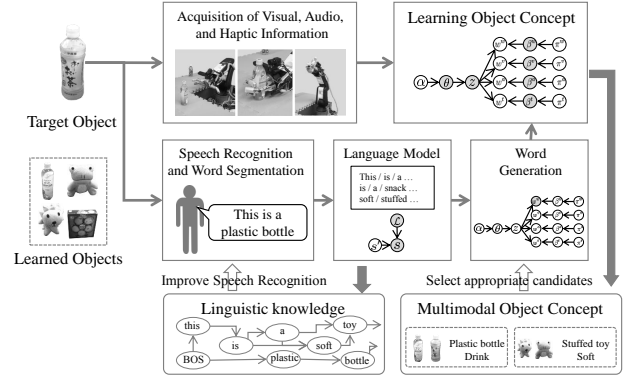 Acquisition of Visual, Audio,
and Haptic Information
Learning Object Concept
α θ z
Target Object
Speech Recognition
and Word Segmentation
Language Model
Word
Generation
This / is / a …
is / a / snack …
soft / stuffed …
This is a
plastic bottle
L
s' s
α θ z
Learned Objects
Improve Speech Recognition
Select appropriate candidates
Linguistic knowledge
this
a
toy
is
soft
BOS
plastic
bottle
Multimodal Object Concept
Plastic bottle
Drink
Stuffed toy
Soft